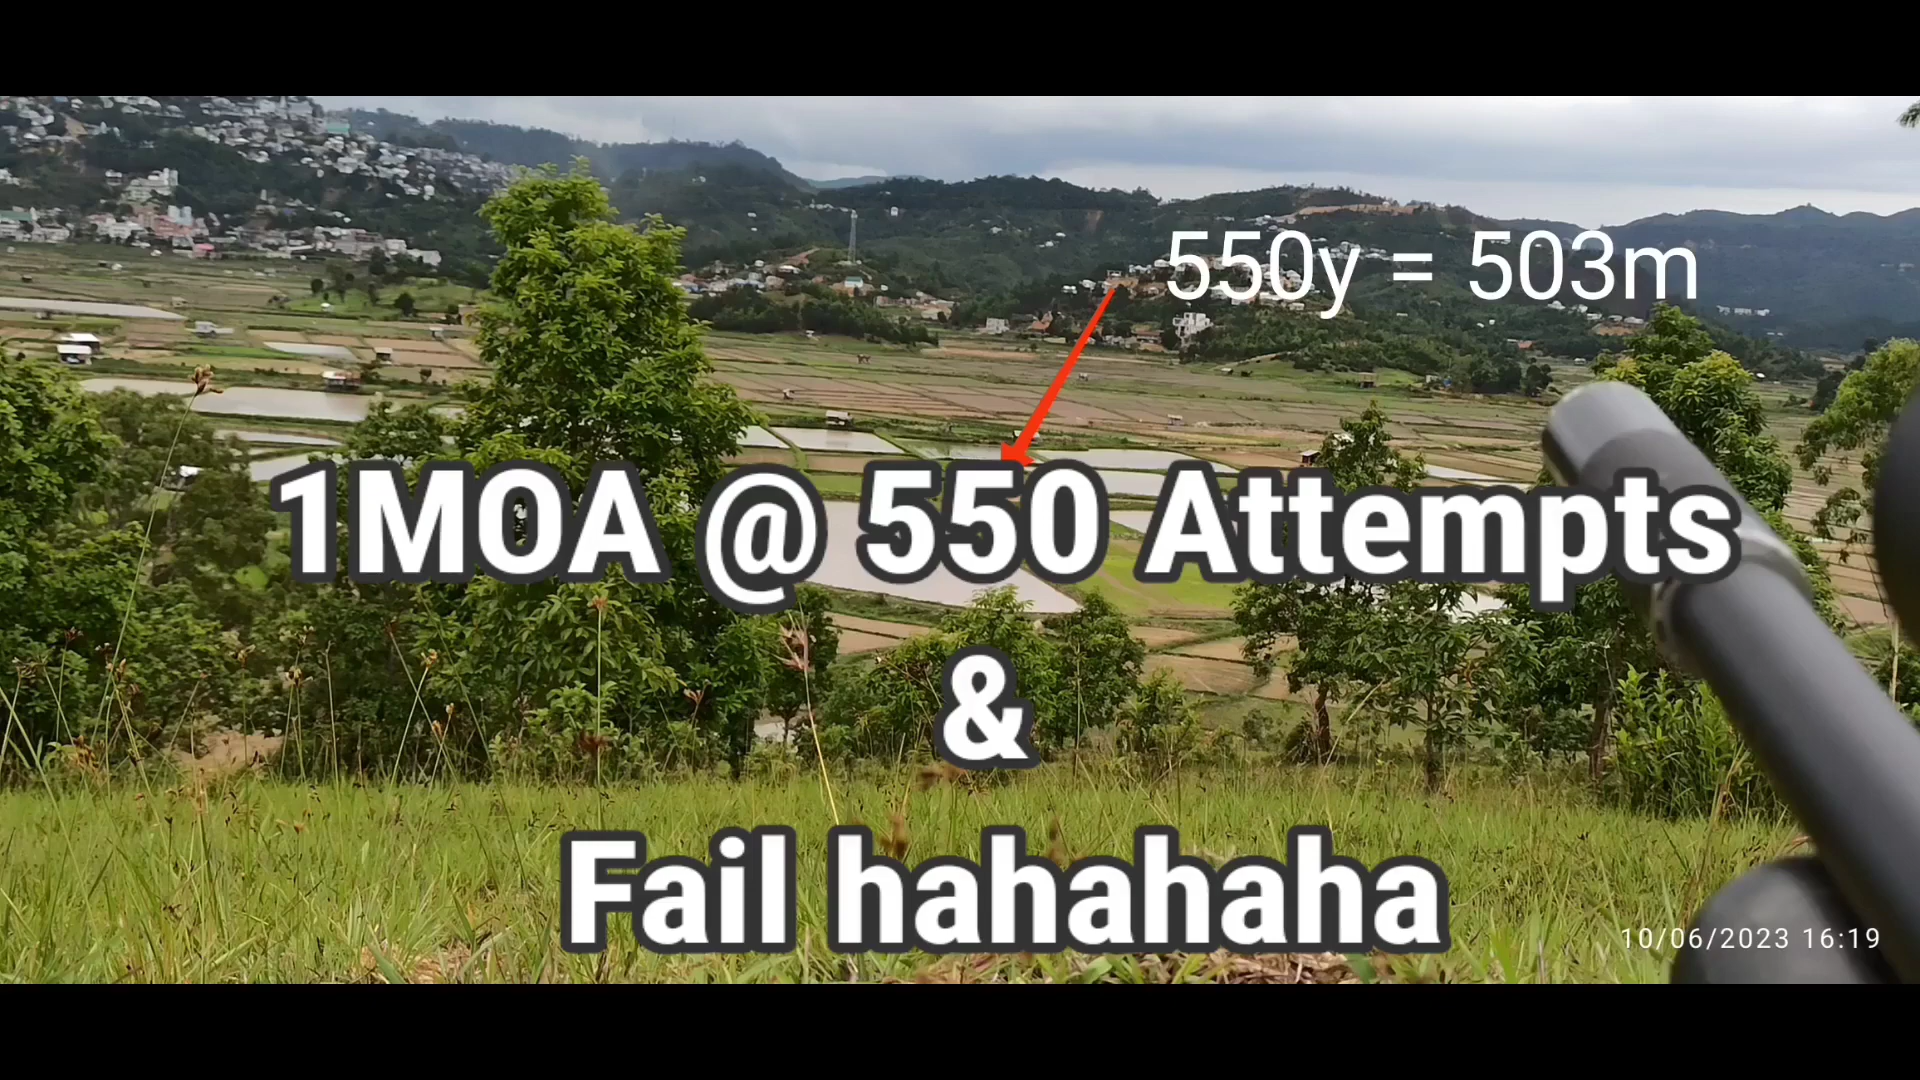 550y = 503m
1MOA @ 550 Attempts
&
Fail hahahaha
10/06/2023 16:19